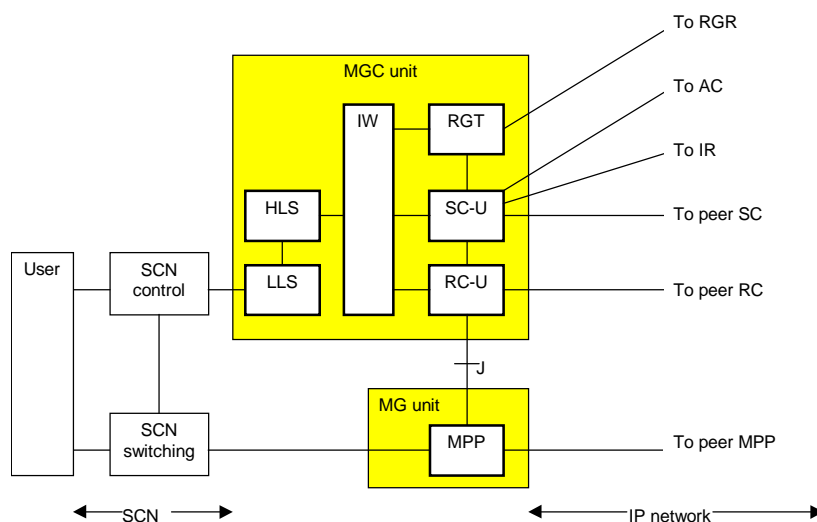 To RGR
MGC unit
To AC
IW
RGT
To IR
HLS
SC-U
To peer SC
User
SCN
control
LLS
RC-U
To peer RC
J
MG unit
SCN
switching
MPP
To peer MPP
SCN
IP network